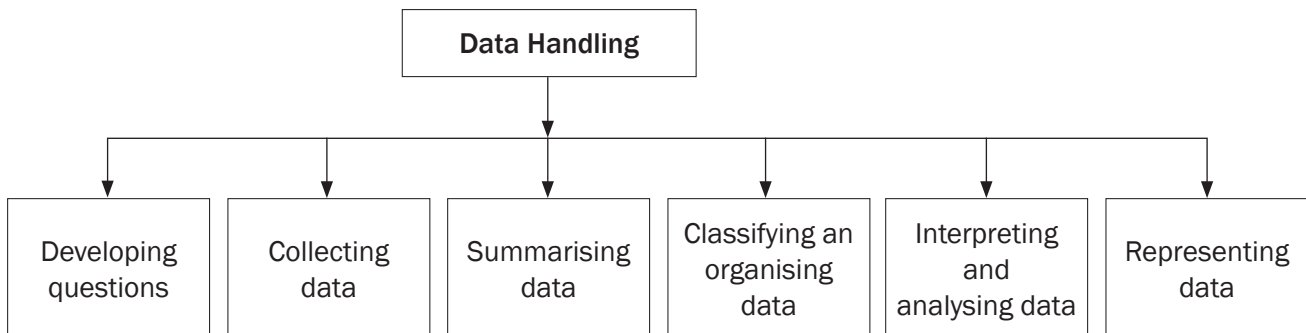 Data Handling
Developing
questions
Collecting
data
Summarising
data
Classifying an
organising
data
Interpreting
and
analysing data
Representing
data